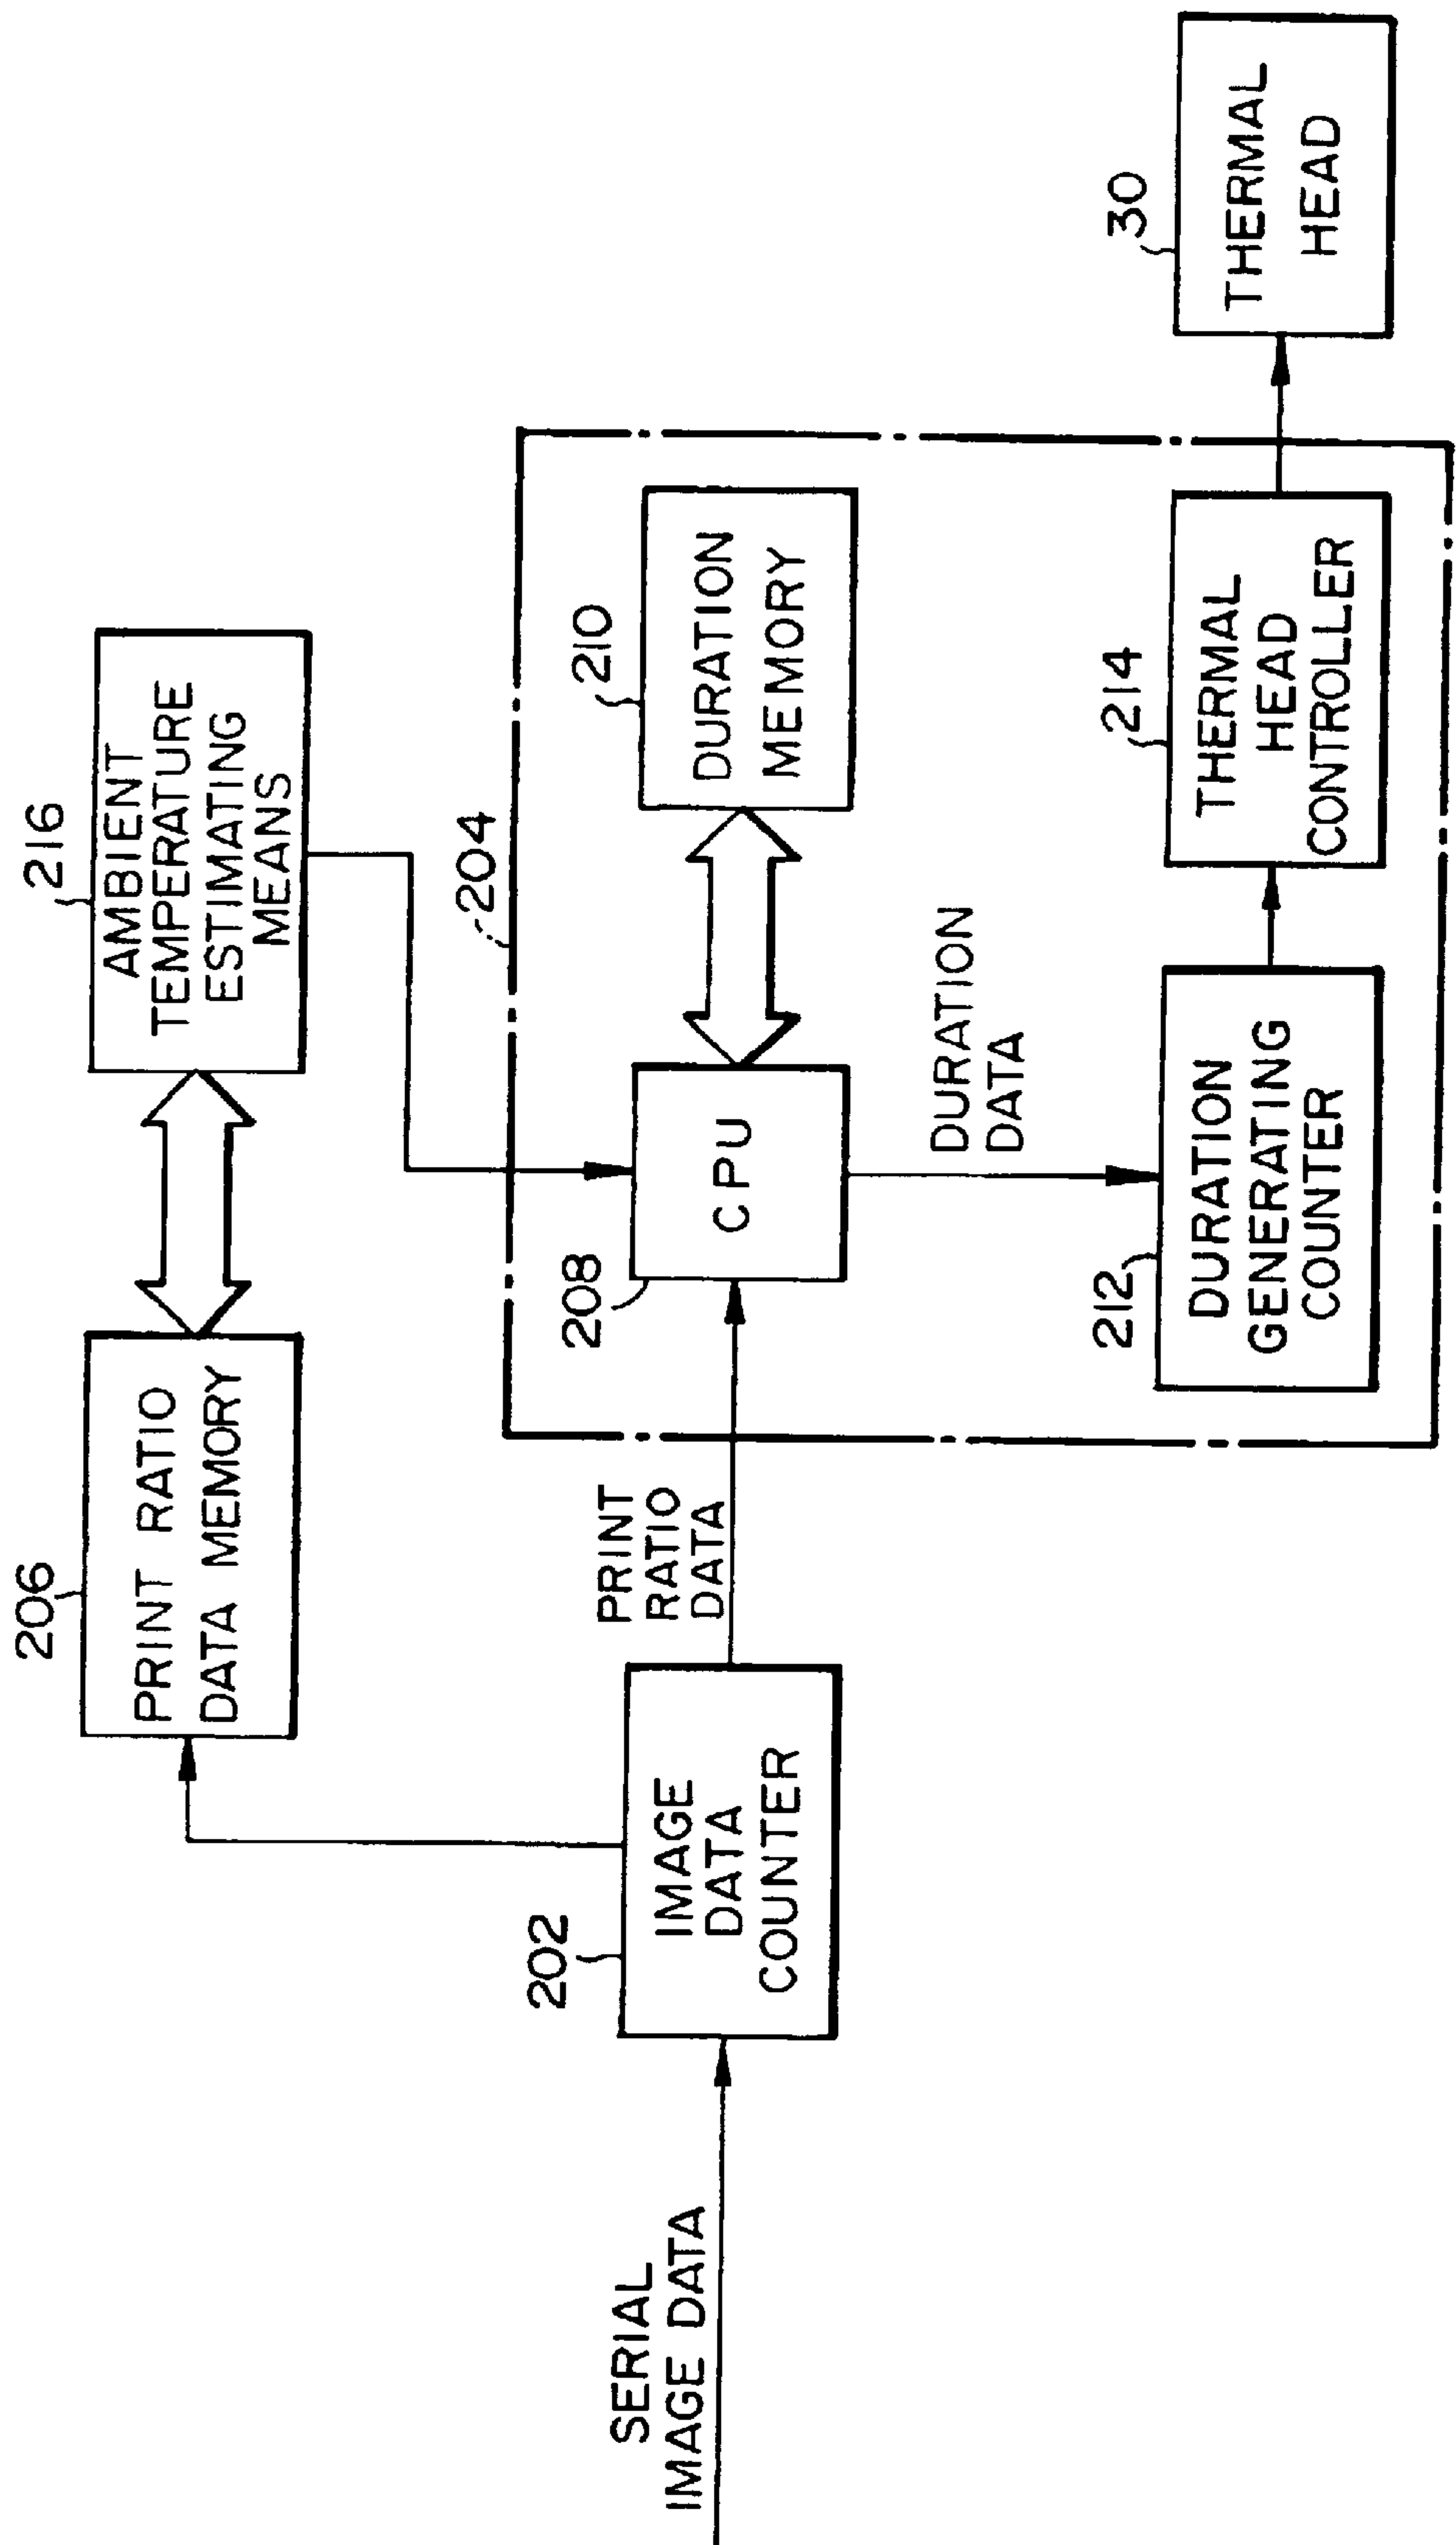 216
AMBIENT
TEMPERATURE
ESTIMATING
MEANS
206
PRINT RATIO
DATA MEMORY
204
210
DURATION
MEMORY
208
CPU
PRINT
RATIO
DATA
202
IMAGE
DATA
COUNTER
SERIAL
IMAGE DATA
DURATION
DATA
212
DURATION
GENERATING
COUNTER
214
THERMAL
HEAD
CONTROLLER
30
THERMAL
HEAD